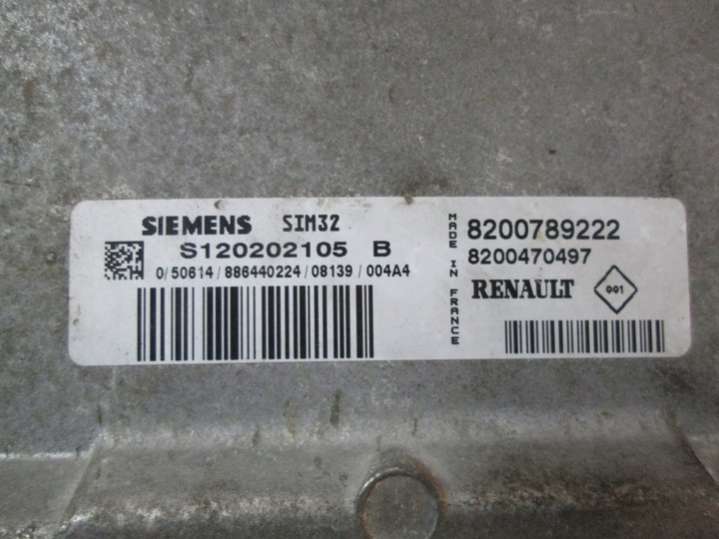 SIEMENS SIM32
S120202105 B
0/50614/886440224/08139/004A4
MADE IN FRANCE
8200789222
8200470497
RENAULT 001